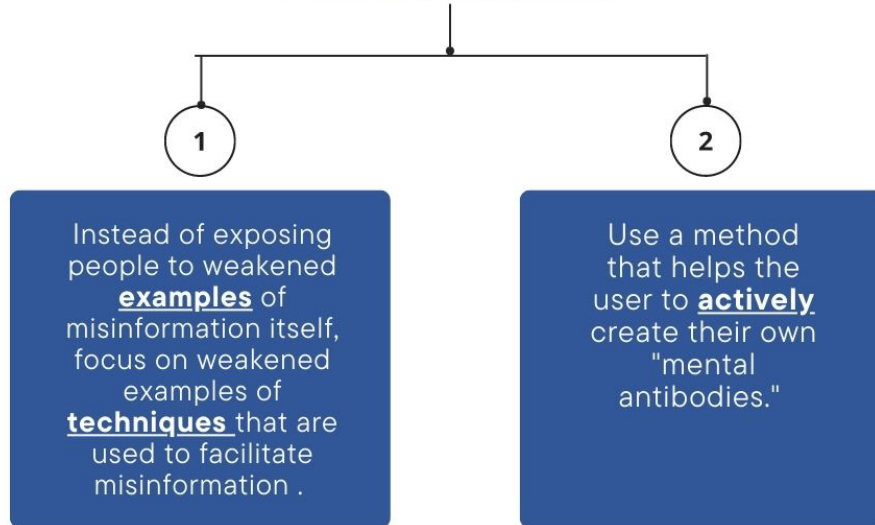 1
Instead of exposing
people to weakened
examples of
misinformation itself,
focus on weakened
examples of
techniques that are
used to facilitate
misinformation .
2
Use a method
that helps the
user to actively
create their own
"mental
antibodies."